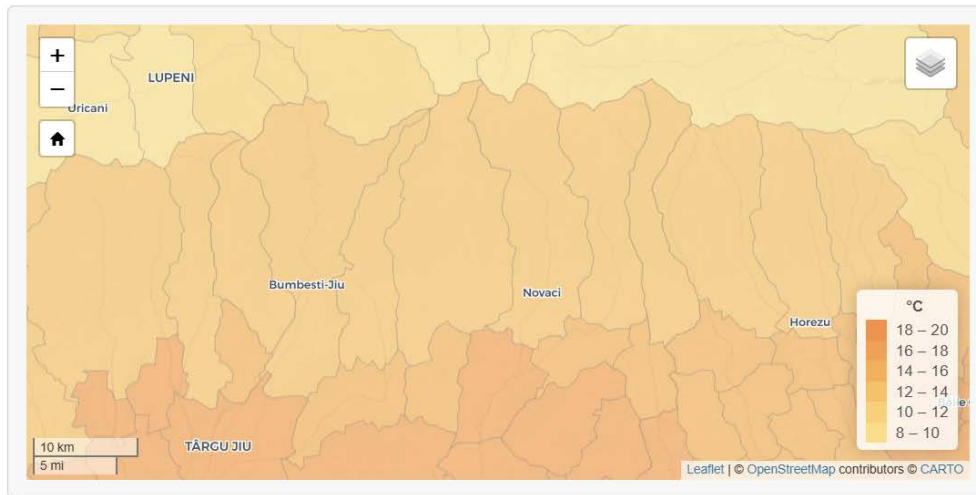 +
LUPENI
−
Uricani
Bumbesti-Jiu
Novaci
°C
Horezu
18 – 20
16 – 18
14 – 16
12 – 14
10 – 12
8 – 10
TÂRGU JIU
10 km
5 mi
Leaflet | © OpenStreetMap contributors © CARTO